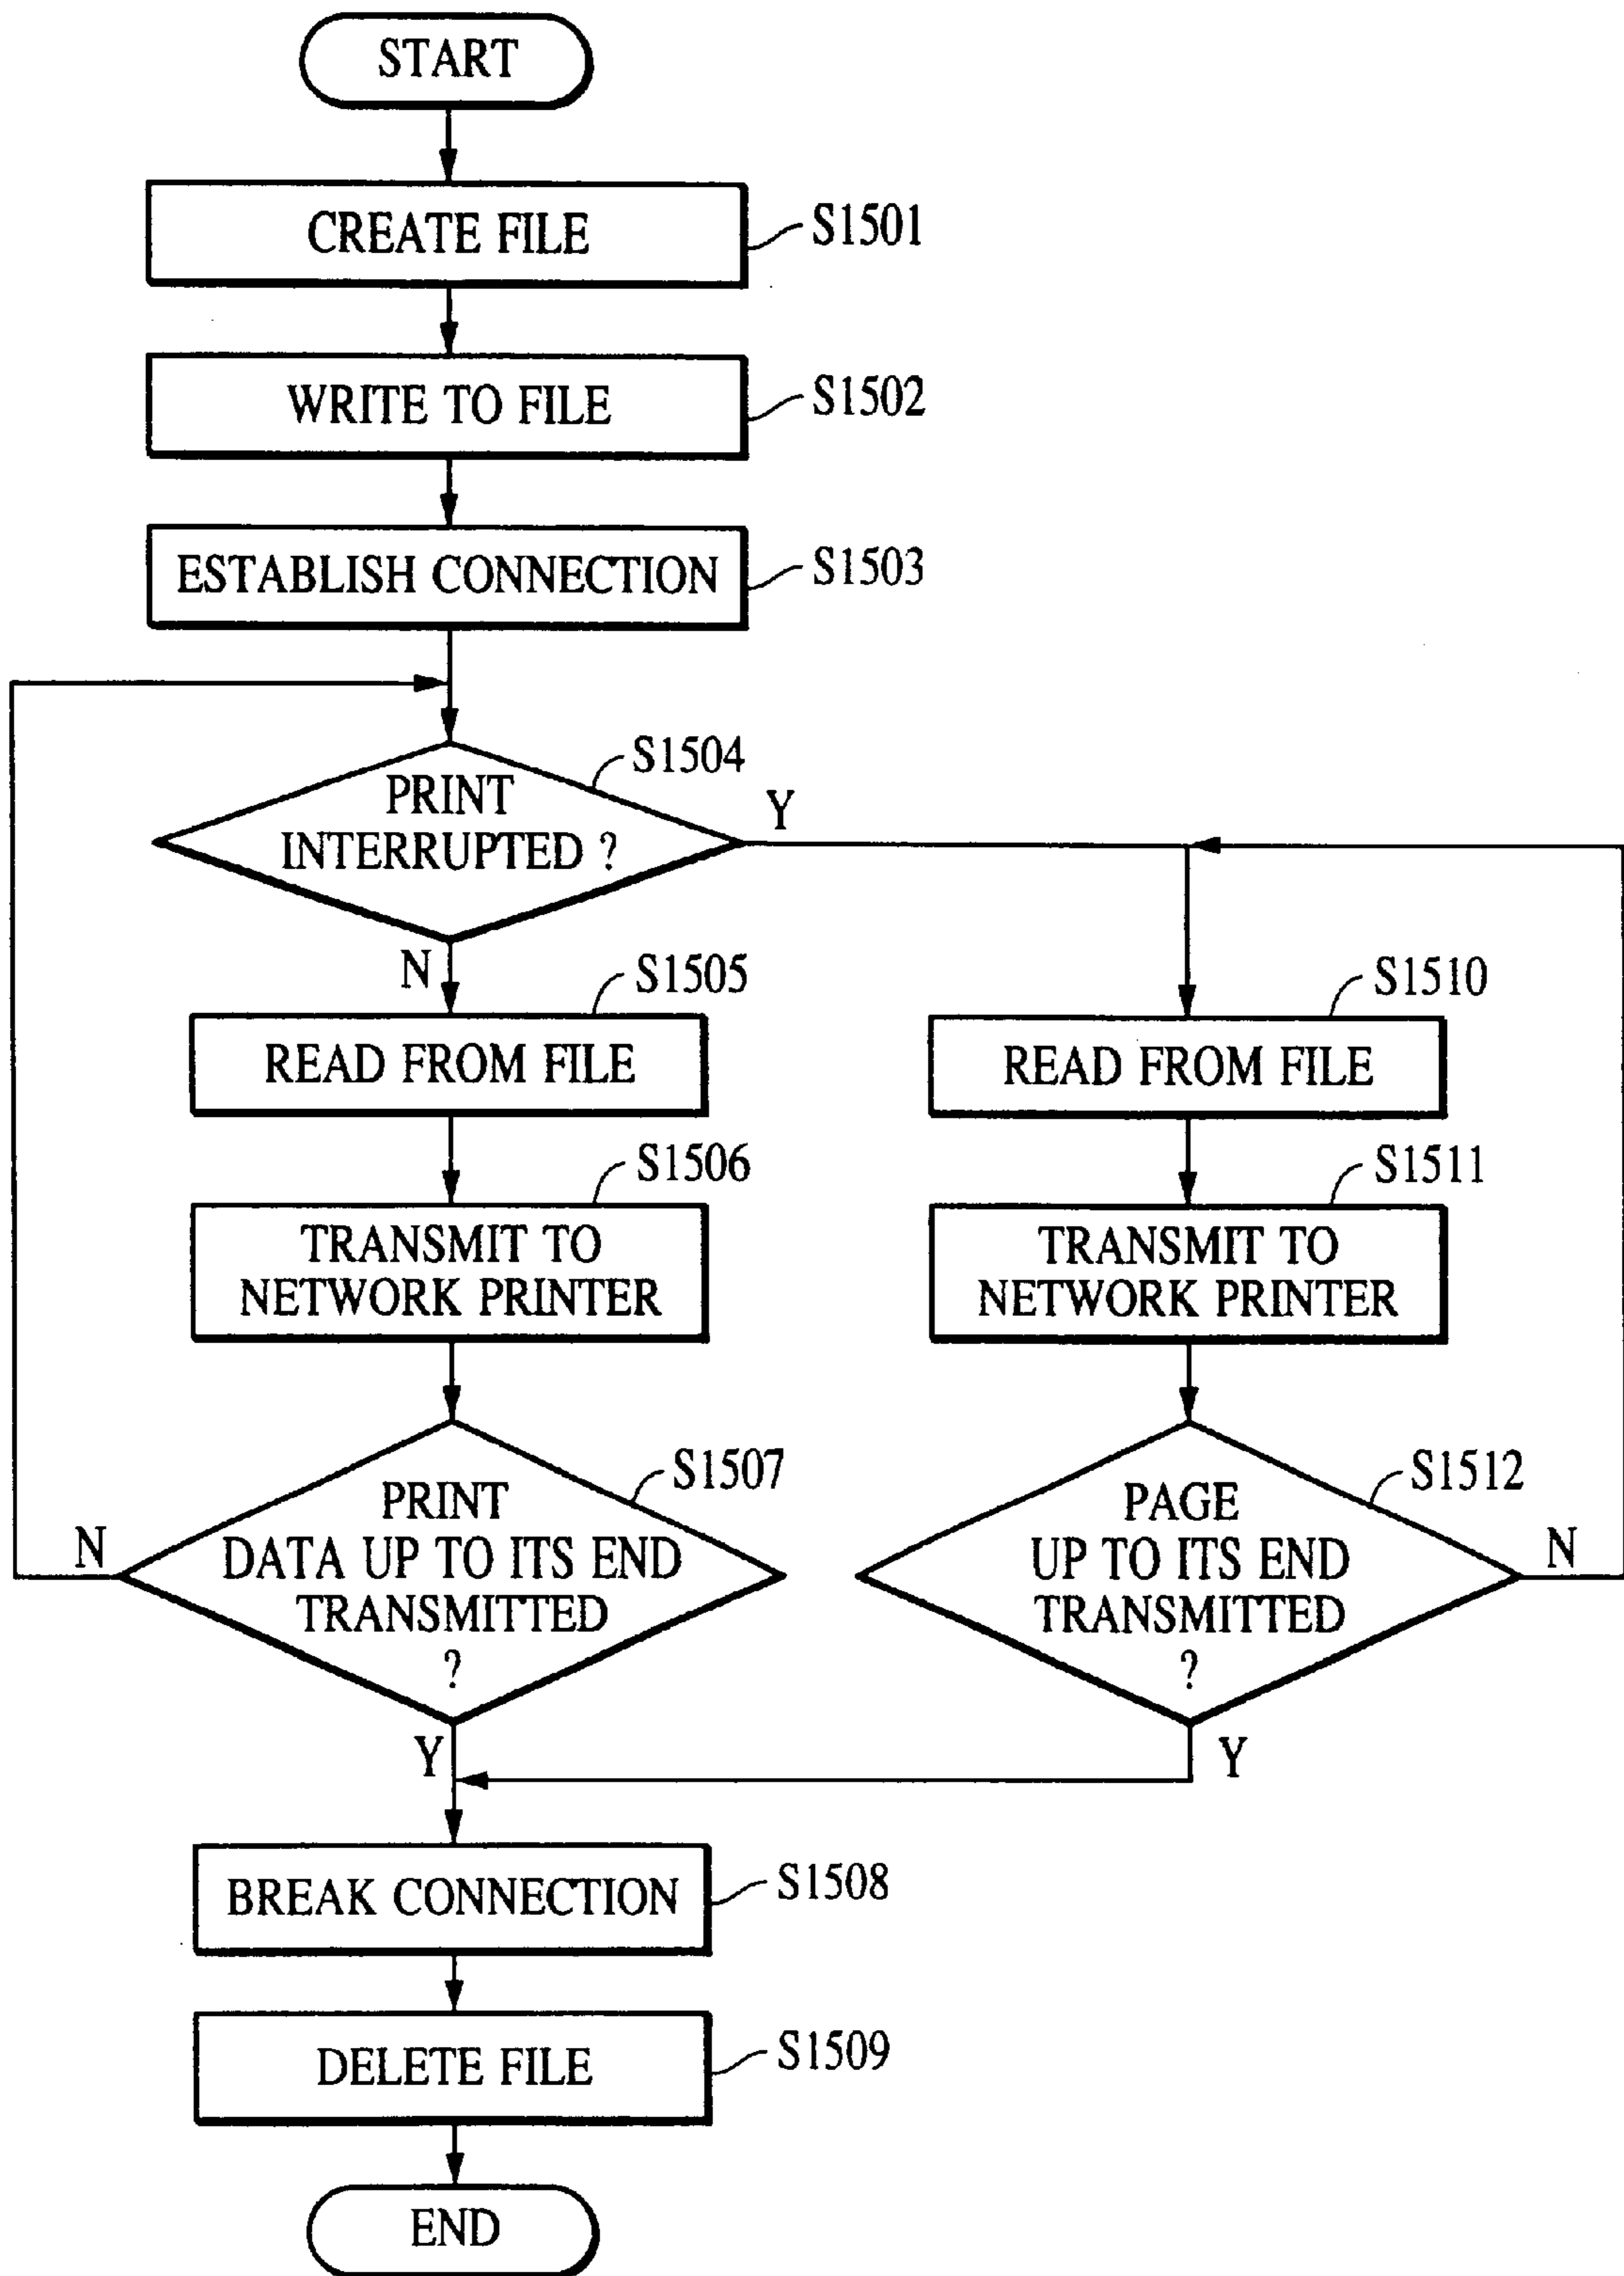 START
CREATE FILE
S1501
WRITE TO FILE
S1502
ESTABLISH CONNECTION
S1503
S1504
PRINT
INTERRUPTED ?
Y
N
S1505
READ FROM FILE
S1506
TRANSMIT TO
NETWORK PRINTER
S1507
PRINT
DATA UP TO ITS END
TRANSMITTED
?
N
Y
S1510
READ FROM FILE
S1511
TRANSMIT TO
NETWORK PRINTER
S1512
PAGE
UP TO ITS END
TRANSMITTED
?
N
Y
BREAK CONNECTION
S1508
DELETE FILE
S1509
END